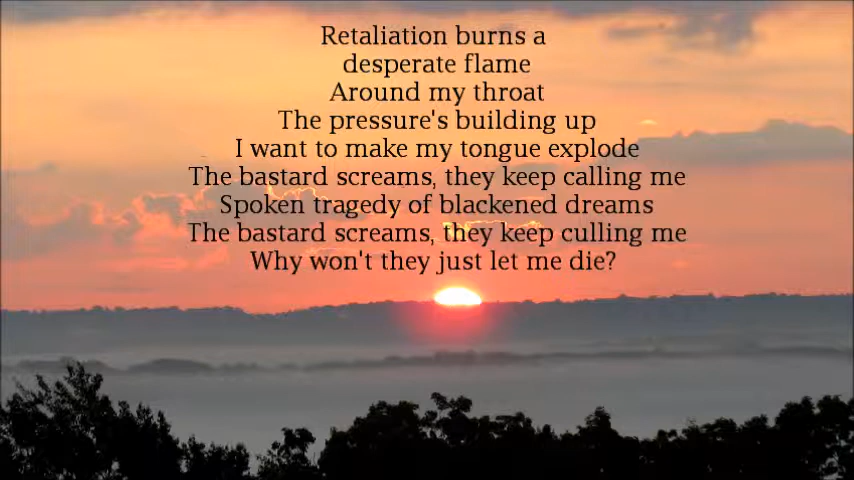 Retaliation burns a
desperate flame
Around my throat
The pressure's building up
I want to make my tongue explode
The bastard screams, they keep calling me
Spoken tragedy of blackened dreams
The bastard screams, they keep culling me
Why won't they just let me die?